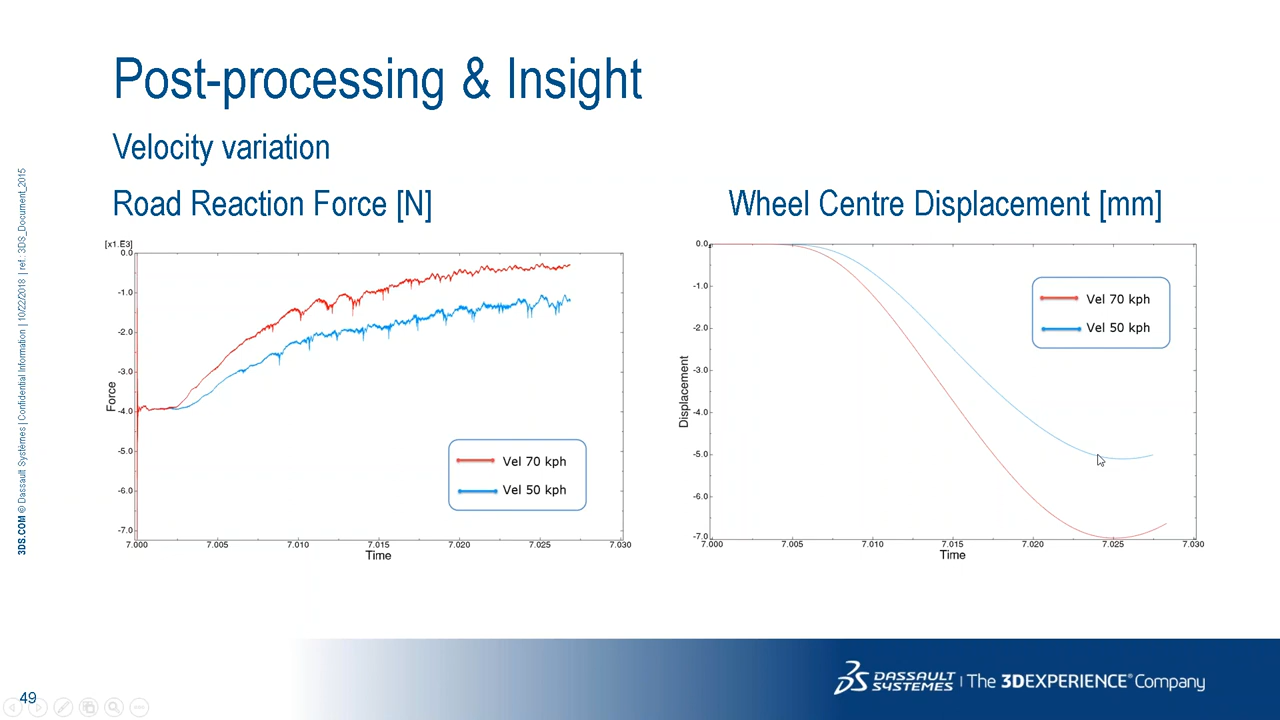 Post-processing & Insight
Velocity variation
Road Reaction Force [N]
Wheel Centre Displacement [mm]
3DS.COM © Dassault Systèmes | Confidential Information | 10/22/2018 | ref.: 3DS_Document_2015
[x1.E3]
0.0
-1.0
-2.0
-3.0
-4.0
-5.0
-6.0
-7.0
Force
7.000 7.005 7.010 7.015 7.020 7.025 7.030
Time
Vel 70 kph
Vel 50 kph
0.0
-1.0
-2.0
-3.0
-4.0
-5.0
-6.0
-7.0
Displacement
7.000 7.005 7.010 7.015 7.020 7.025 7.030
Time
Vel 70 kph
Vel 50 kph
49
DASSAULT SYSTEMES | The 3DEXPERIENCE® Company